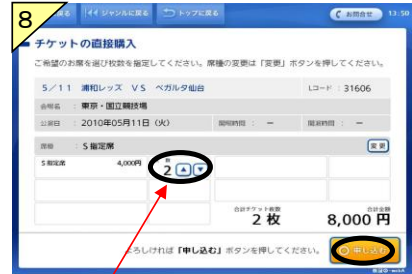 8
戻る ジャンルに戻る トップに戻る お問合せ 13:50
チケットの直接購入
ご希望のお席を選び枚数を指定してください。席種の変更は「変更」ボタンを押してください。
5/11 浦和レッズ VS ベガルタ仙台 Lコード : 31606
会場名 : 東京・国立競技場
公演日 : 2010年05月11日 (火) 開場時間 : － 開演時間 : －
席種 : S指定席 変更
S指定席 4,000円 2
合計チケット枚数 合計金額
2 枚 8,000 円
よろしければ「申し込む」ボタンを押してください。 申し込む